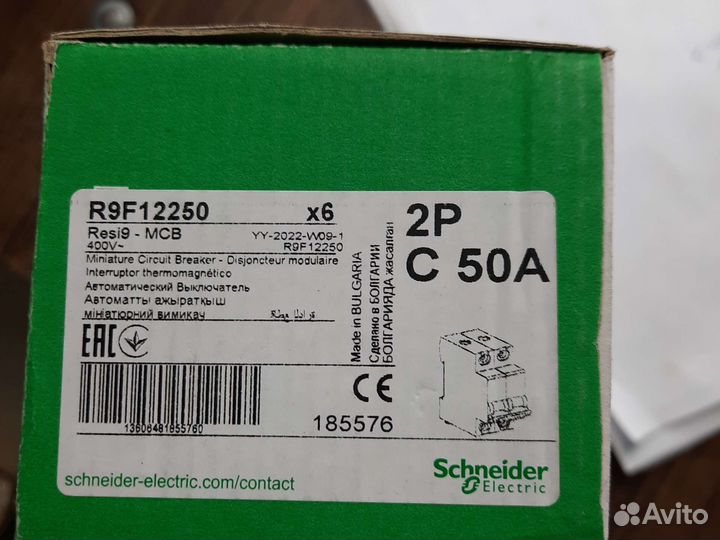 R9F12250 x6
Resi9 - MCB YY-2022-W09-1
400V~ R9F12250
Miniature Circuit Breaker - Disjoncteur modulaire
Interruptor thermomagnético
Автоматический Выключатель
Автоматты ажыратқыш
мініатюрний вимикач
EAC
13606481855760
Made in BULGARIA
Сделано в БОЛГАРИИ
БОЛГАРИЯДА жасалған
CE
185576
2P
C 50A
schneider-electric.com/contact
Schneider
Electric
Avito